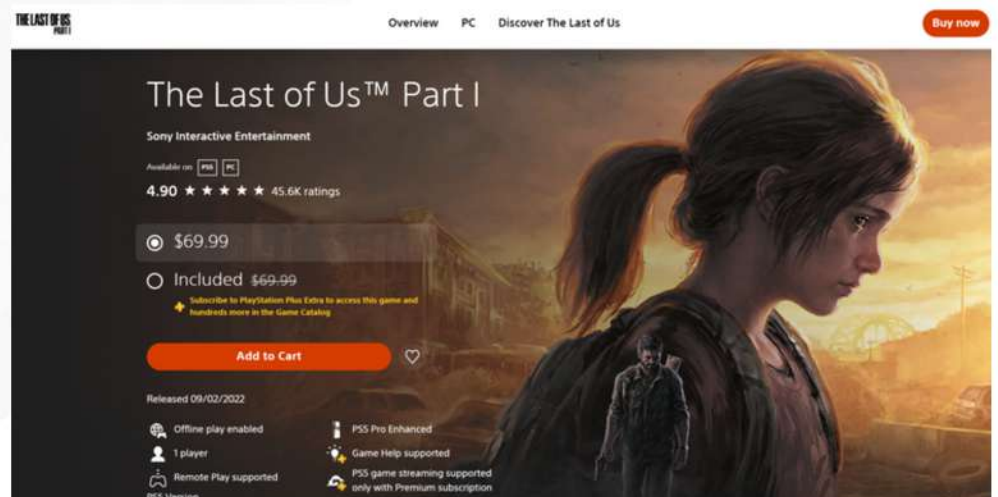 THE LAST OF US
PART I
Overview PC Discover The Last of Us
Buy now
The Last of Us™ Part I
Sony Interactive Entertainment
Available on PS5 PC
4.90 ★ ★ ★ ★ ★ 45.6K ratings
$69.99
Included $69.99
Subscribe to PlayStation Plus Extra to access this game and
hundreds more in the Game Catalog
Add to Cart
Released 09/02/2022
Offline play enabled
1 player
Remote Play supported
PS5 Version
PS5 Pro Enhanced
Game Help supported
PS5 game streaming supported
only with Premium subscription